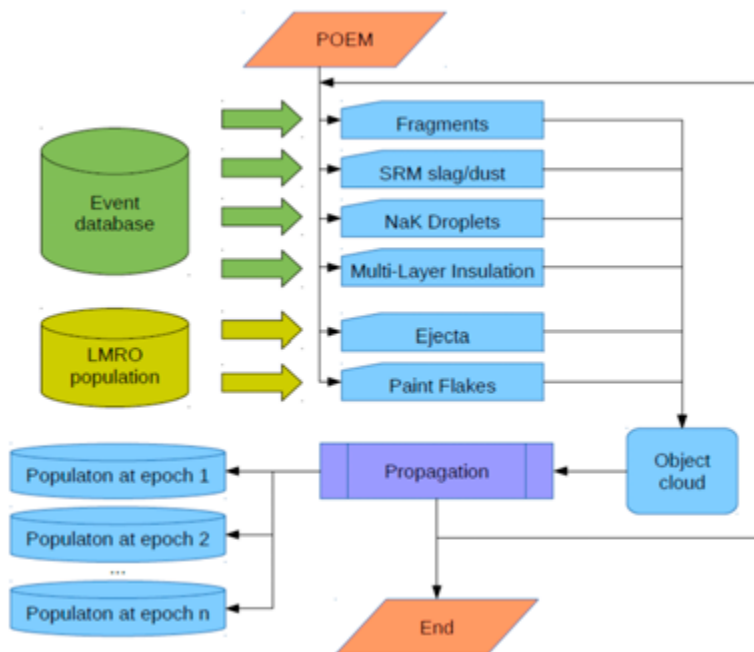 POEM
Event
database
Fragments
SRM slag/dust
NaK Droplets
Multi-Layer Insulation
LMRO
population
Ejecta
Paint Flakes
Object
cloud
Propagation
Populaton at epoch 1
Populaton at epoch 2
...
Populaton at epoch n
End